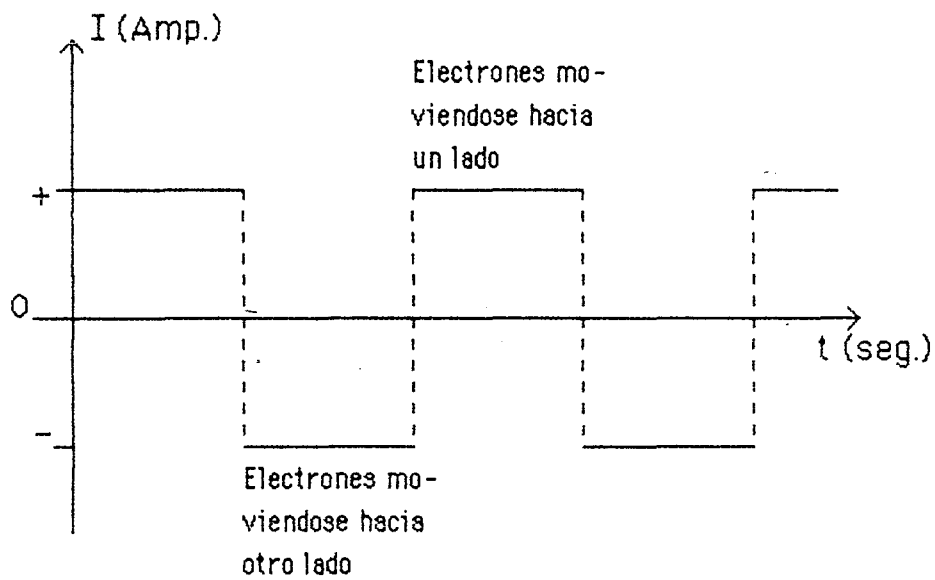 I (Amp.)
Electrones mo-
viendose hacia
un lado
+
0
t (seg.)
-
Electrones mo-
viendose hacia
otro lado